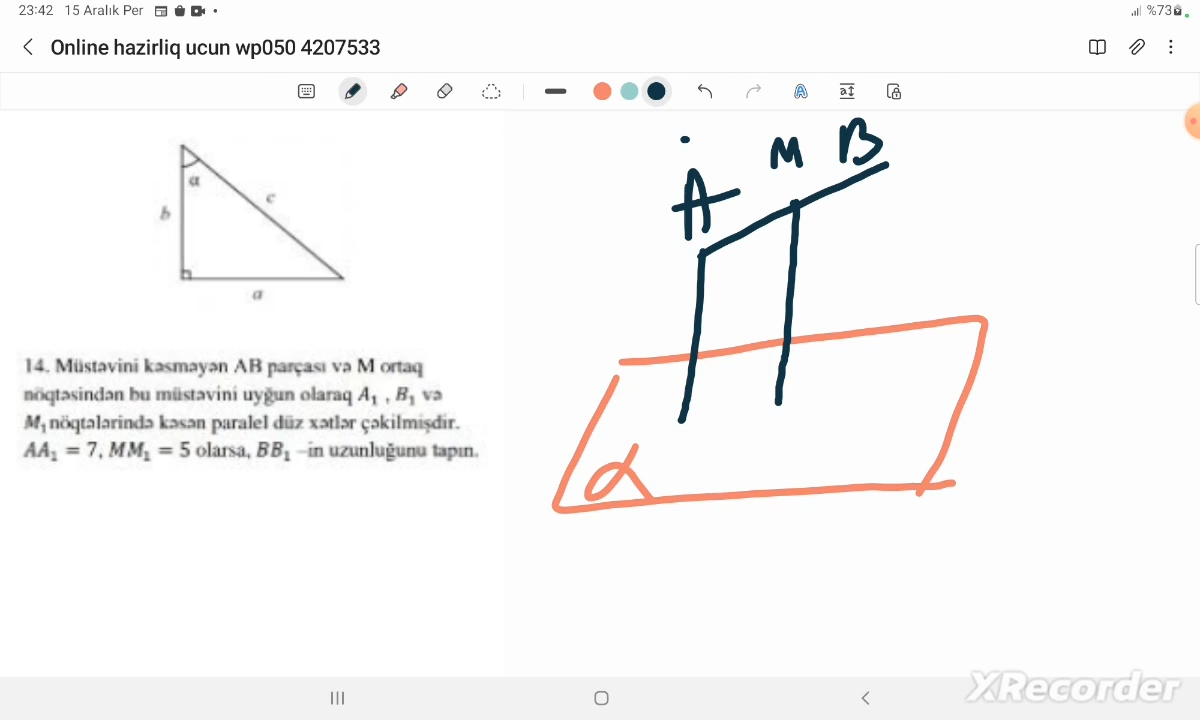 23:42 15 Aralık Per
%73
Online hazirliq ucun wp050 4207533
α
b
c
a
14. Müstəvini kəsməyən AB parçası və M ortaq
nöqtəsindən bu müstəvini uyğun olaraq A₁ , B₁ və
M₁ nöqtələrində kəsən paralel düz xətlər çəkilmişdir.
AA₁ = 7, MM₁ = 5 olarsa, BB₁ –in uzunluğunu tapın.
A M B
α
XRecorder